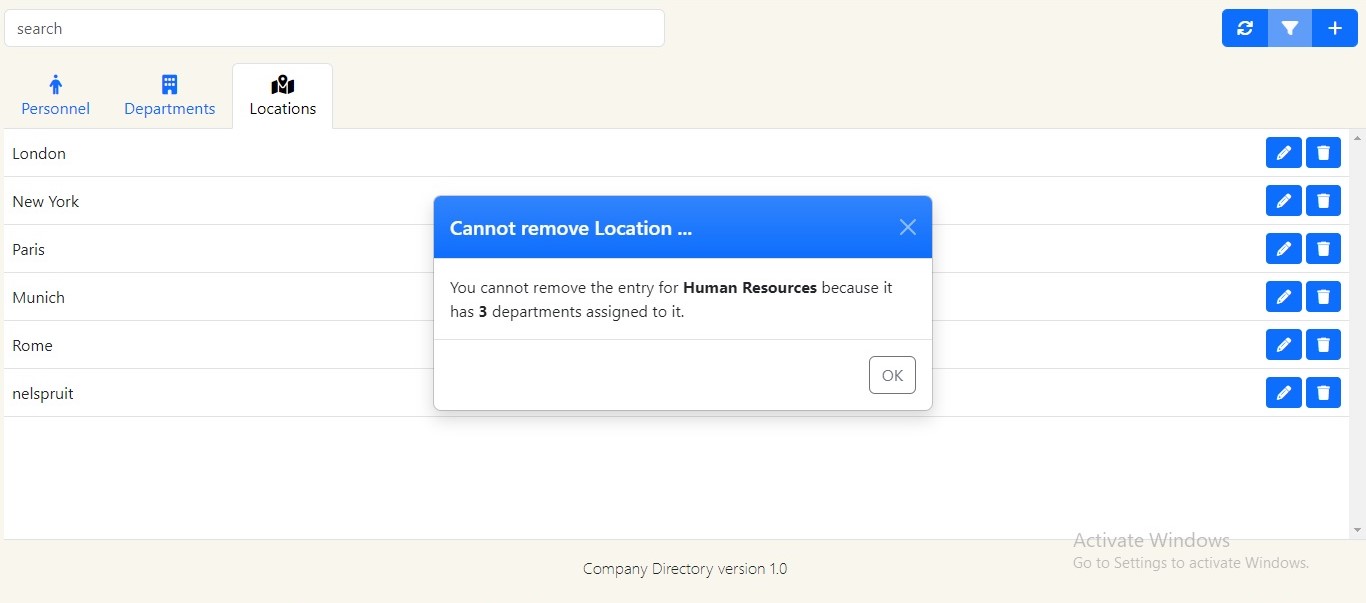 search
Personnel
Departments
Locations
London
New York
Paris
Munich
Rome
nelspruit
Cannot remove Location ...
You cannot remove the entry for Human Resources because it
has 3 departments assigned to it.
OK
Activate Windows
Go to Settings to activate Windows.
Company Directory version 1.0